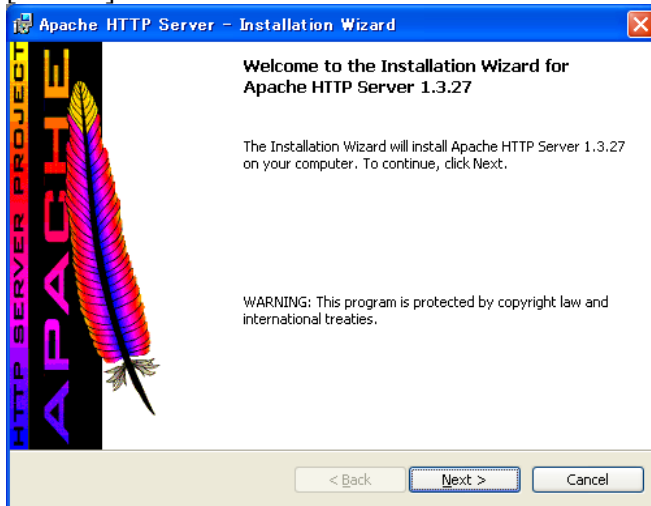 Apache HTTP Server - Installation Wizard
HTTP SERVER PROJECT
APACHE
Welcome to the Installation Wizard for
Apache HTTP Server 1.3.27
The Installation Wizard will install Apache HTTP Server 1.3.27
on your computer. To continue, click Next.
WARNING: This program is protected by copyright law and
international treaties.
< Back
Next >
Cancel